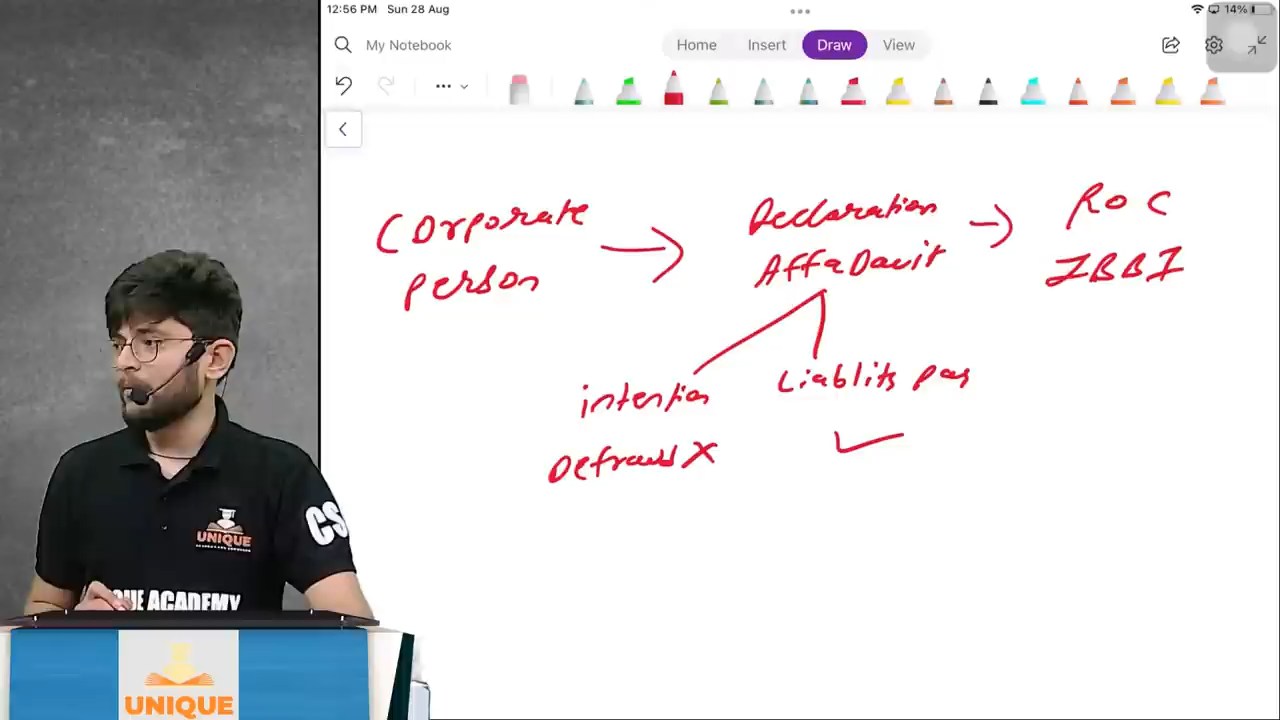 12:56 PM Sun 28 Aug
14%
My Notebook
Home Insert Draw View
Corporate
person
Declaration
AffaDavit
ROC
IBBI
intention
Defraud X
Liablits pay
CS
UNIQUE
QUE ACADEMY
UNIQUE